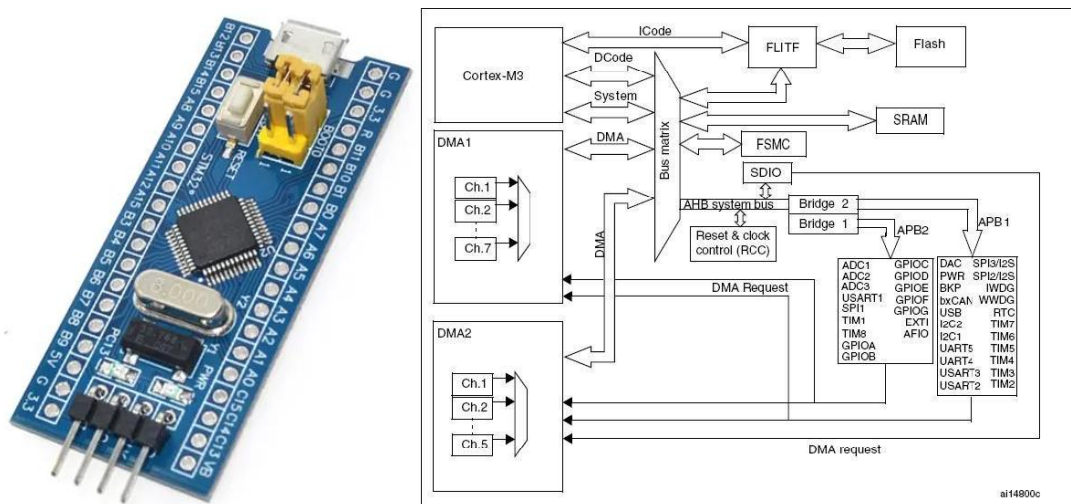 B12 B13 B14 B15 A8 A9 A10 A11 A12 A15 B3 B4 B5 B6 B7 B8 B9 5V G 3.3
G G 3.3 R B11 B10 B1 B0 A7 A6 A5 A4 A3 A2 A1 A0 C15 C14 C13 VB
RESET
BOOT0
1 1
STM32
8.000
Y2
Y1
PC13
PWR
Cortex-M3
ICode
DCode
System
DMA
Bus matrix
FLITF
Flash
SRAM
FSMC
SDIO
AHB system bus
Bridge 2
Bridge 1
APB2
APB1
Reset & clock
control (RCC)
DMA1
Ch.1
Ch.2
Ch.7
DMA
DMA Request
DMA2
Ch.1
Ch.2
Ch.5
ADC1 GPIOC
ADC2 GPIOD
ADC3 GPIOE
USART1 GPIOF
SPI1 GPIOG
TIM1 EXTI
TIM8 AFIO
GPIOA
GPIOB
DAC SPI3/I2S
PWR SPI2/I2S
BKP IWDG
bxCAN WWDG
USB RTC
I2C2 TIM7
I2C1 TIM6
UART5 TIM5
UART4 TIM4
USART3 TIM3
USART2 TIM2
DMA request
ai14800c